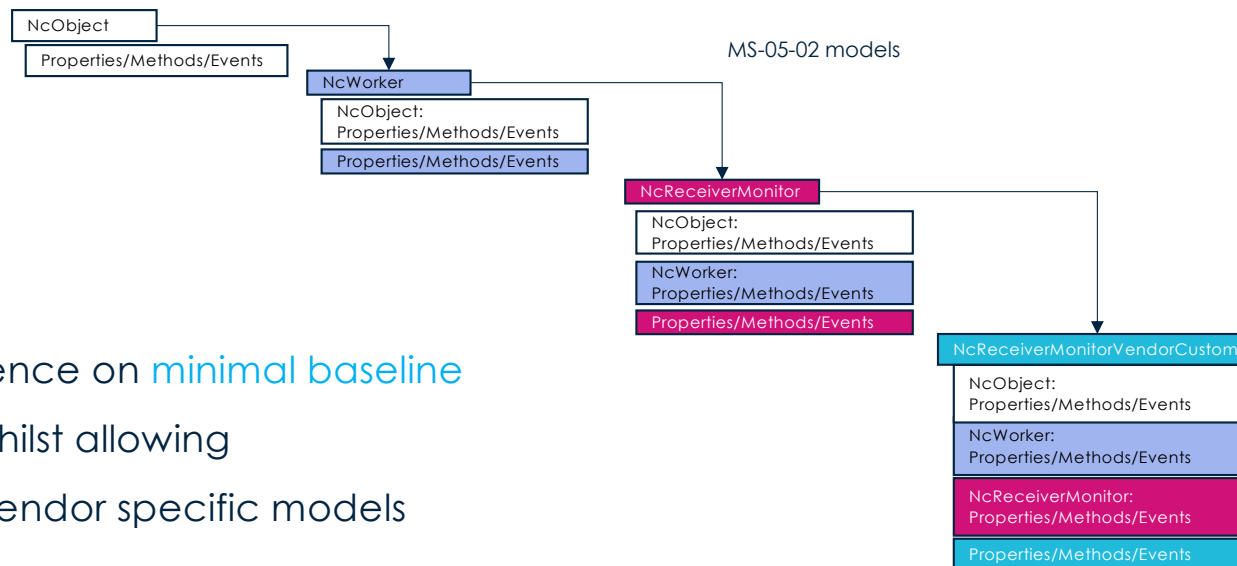 NcObject
Properties/Methods/Events
MS-05-02 models
NcWorker
NcObject:
Properties/Methods/Events
Properties/Methods/Events
NcReceiverMonitor
NcObject:
Properties/Methods/Events
NcWorker:
Properties/Methods/Events
Properties/Methods/Events
NcReceiverMonitorVendorCustom
NcObject:
Properties/Methods/Events
NcWorker:
Properties/Methods/Events
NcReceiverMonitor:
Properties/Methods/Events
Properties/Methods/Events
ence on minimal baseline
hilst allowing
endor specific models